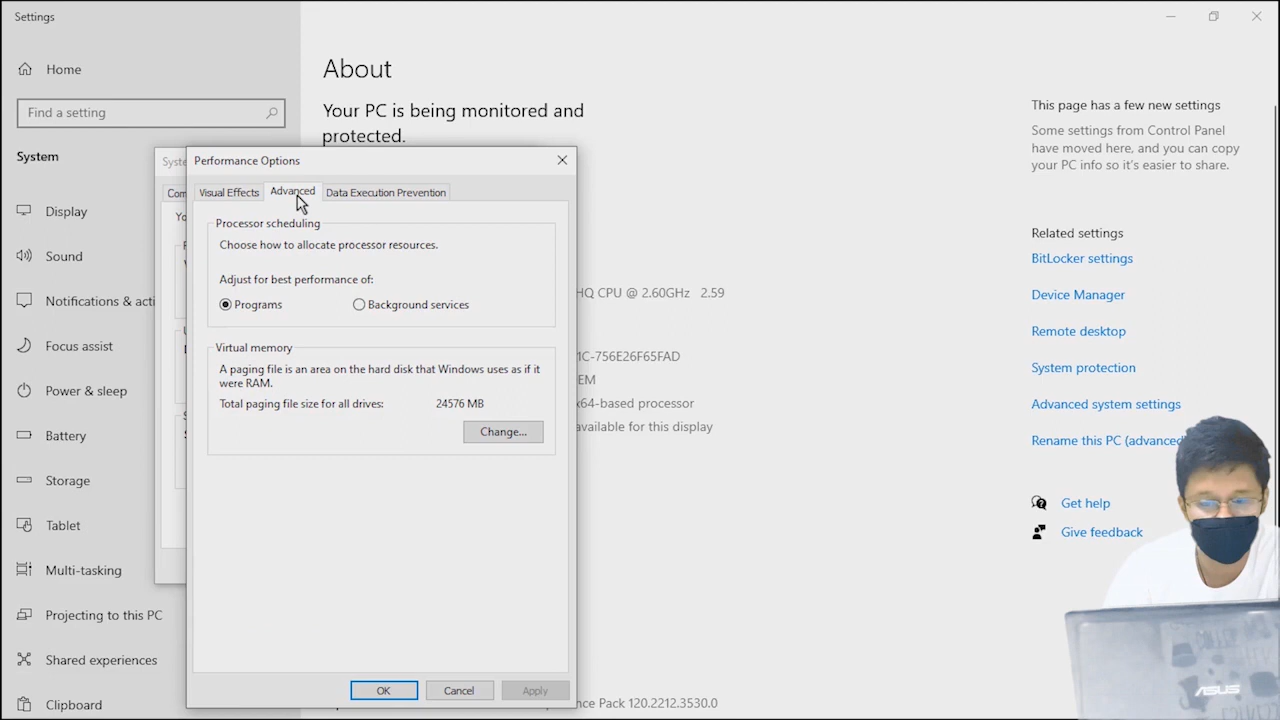 Settings
Home
Find a setting
System
Display
Sound
Notifications & acti
Focus assist
Power & sleep
Battery
Storage
Tablet
Multi-tasking
Projecting to this PC
Shared experiences
Clipboard
About
Your PC is being monitored and
protected.
Syste
Com
Yo
Performance Options
Visual Effects
Advanced
Data Execution Prevention
Processor scheduling
Choose how to allocate processor resources.
Adjust for best performance of:
Programs
Background services
Virtual memory
A paging file is an area on the hard disk that Windows uses as if it
were RAM.
Total paging file size for all drives: 24576 MB
Change...
OK
Cancel
Apply
HQ CPU @ 2.60GHz 2.59
1C-756E26F65FAD
EM
x64-based processor
available for this display
nce Pack 120.2212.3530.0
This page has a few new settings
Some settings from Control Panel
have moved here, and you can copy
your PC info so it's easier to share.
Related settings
BitLocker settings
Device Manager
Remote desktop
System protection
Advanced system settings
Rename this PC (advanced
Get help
Give feedback
ASUS